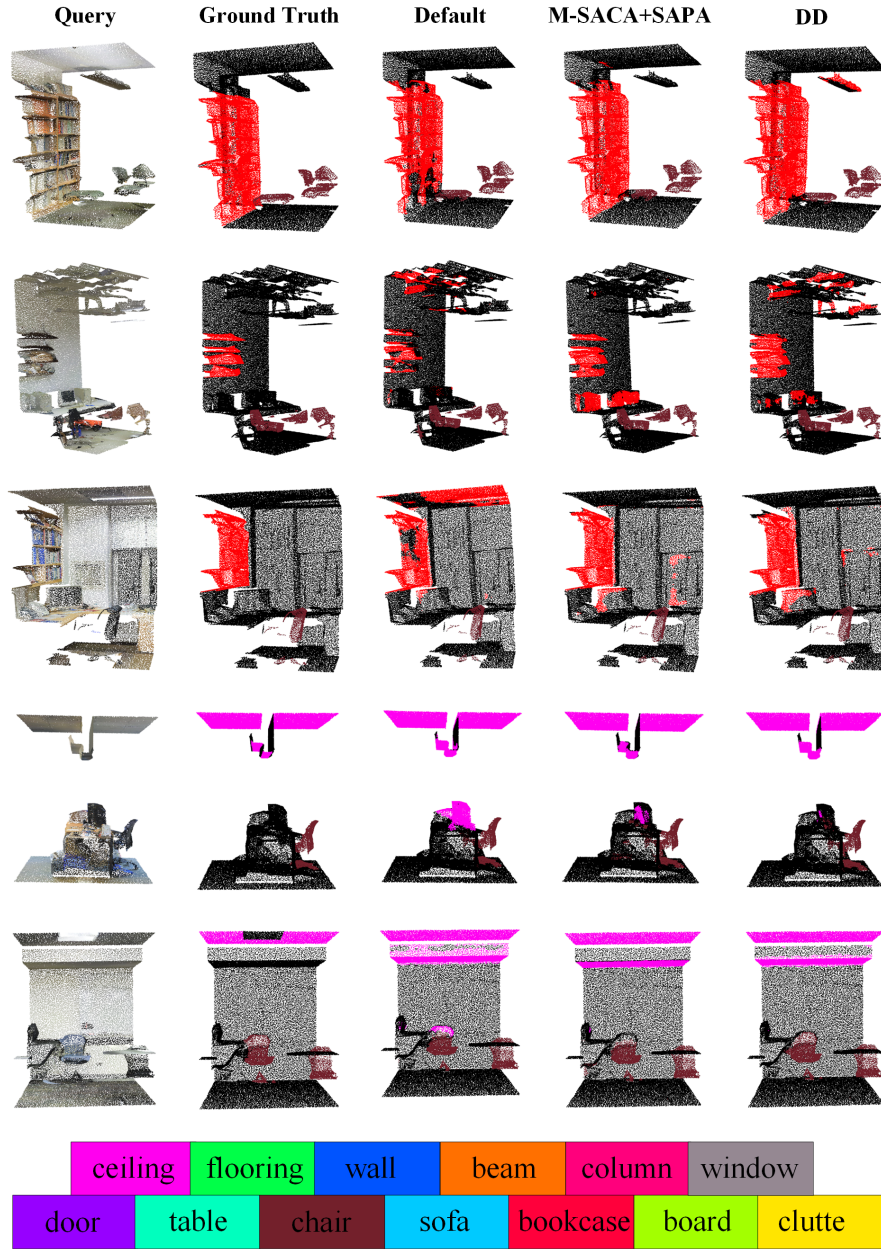 Query Ground Truth Default M-SACA+SAPA DD
ceiling flooring wall beam column window
door table chair sofa bookcase board clutte